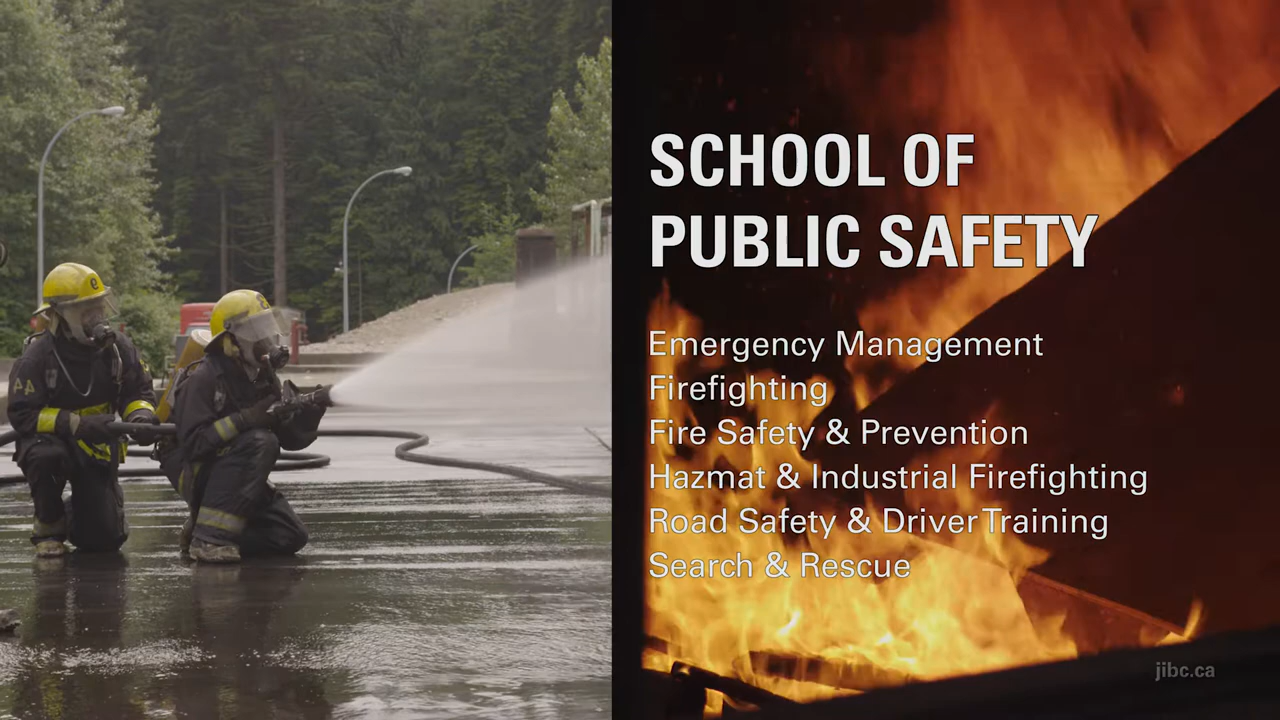 SCHOOL OF
PUBLIC SAFETY
Emergency Management
Firefighting
Fire Safety & Prevention
Hazmat & Industrial Firefighting
Road Safety & Driver Training
Search & Rescue
jibc.ca